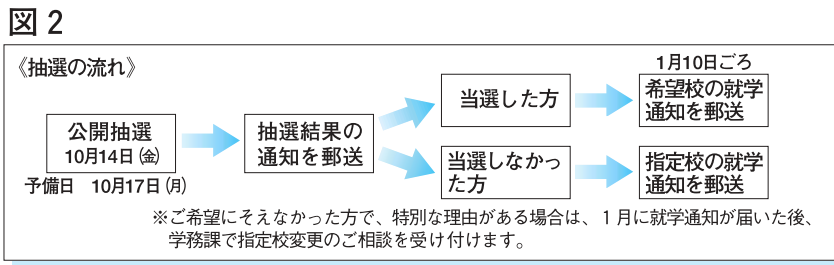 図2
《抽選の流れ》
公開抽選
10月14日(金)
予備日 10月17日(月)
抽選結果の
通知を郵送
当選した方
1月10日ごろ
希望校の就学
通知を郵送
当選しなかっ
た方
指定校の就学
通知を郵送
※ご希望にそえなかった方で、特別な理由がある場合は、1月に就学通知が届いた後、
学務課で指定校変更のご相談を受け付けます。